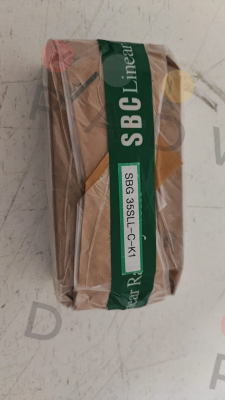 SBC Linear
SBG 35SLL-C-K1